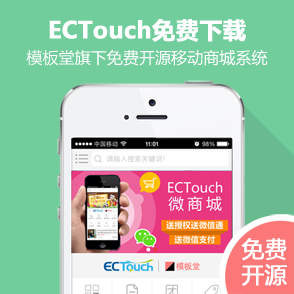 ECTouch免费下载
模板堂旗下免费开源移动商城系统
中国移动
11:01
98%
请输入搜索关键词!
ECTouch
微商城
送授权送微信通
送微信支付
ECTouch
模板堂
免费
开源